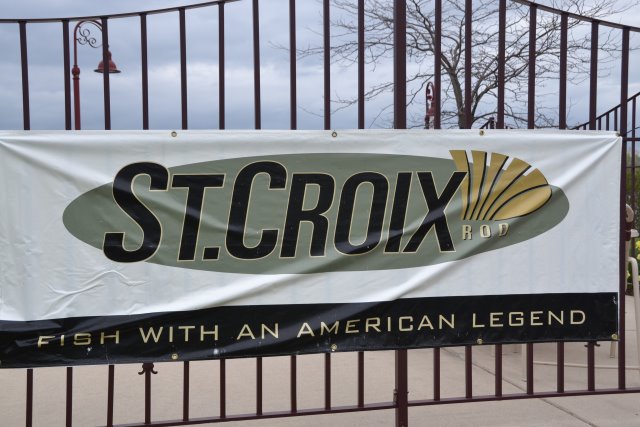 ST.CROIX
ROD
FISH WITH AN AMERICAN LEGEND